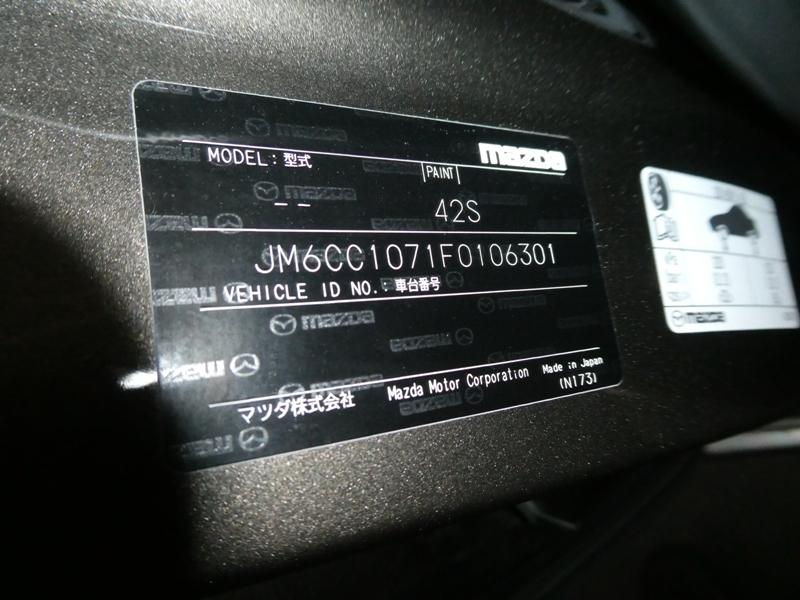 mazda
MODEL : 型式
PAINT
— —
42S
JM6CC1071F0106301
VEHICLE ID NO. : 車台番号
マツダ株式会社
Mazda Motor Corporation
Made in Japan
(N173)
mazda